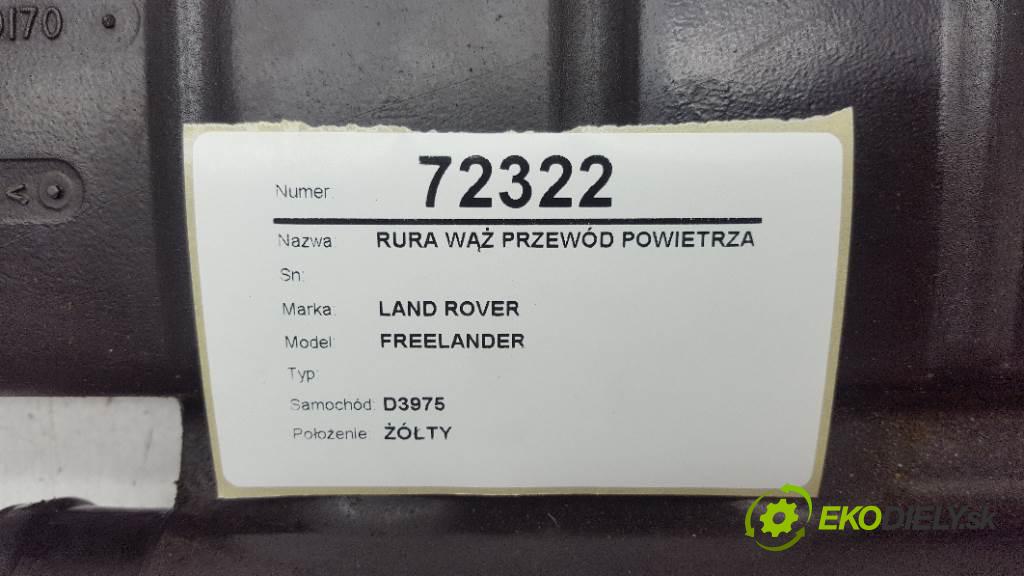 0170
Numer: 72322
Nazwa: RURA WĄŻ PRZEWÓD POWIETRZA
Sn:
Marka: LAND ROVER
Model: FREELANDER
Typ:
Samochód: D3975
Położenie: ŻÓŁTY
EKODIELY.sk